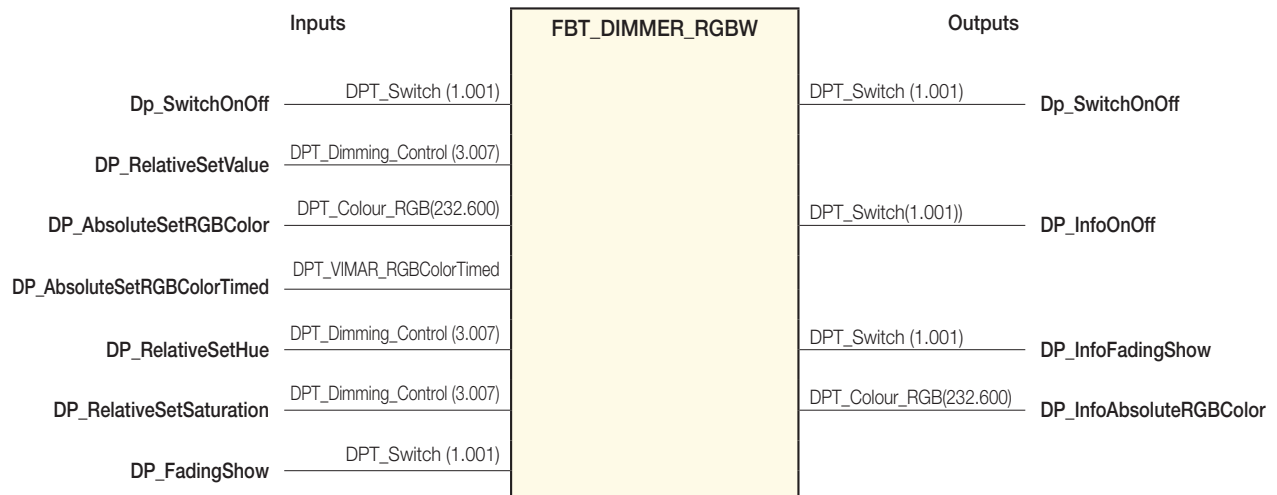 Inputs
FBT_DIMMER_RGBW
Outputs
Dp_SwitchOnOff
DPT_Switch (1.001)
DPT_Switch (1.001)
Dp_SwitchOnOff
DP_RelativeSetValue
DPT_Dimming_Control (3.007)
DP_AbsoluteSetRGBColor
DPT_Colour_RGB(232.600)
DPT_Switch(1.001))
DP_InfoOnOff
DP_AbsoluteSetRGBColorTimed
DPT_VIMAR_RGBColorTimed
DP_RelativeSetHue
DPT_Dimming_Control (3.007)
DPT_Switch (1.001)
DP_InfoFadingShow
DP_RelativeSetSaturation
DPT_Dimming_Control (3.007)
DPT_Colour_RGB(232.600)
DP_InfoAbsoluteRGBColor
DP_FadingShow
DPT_Switch (1.001)